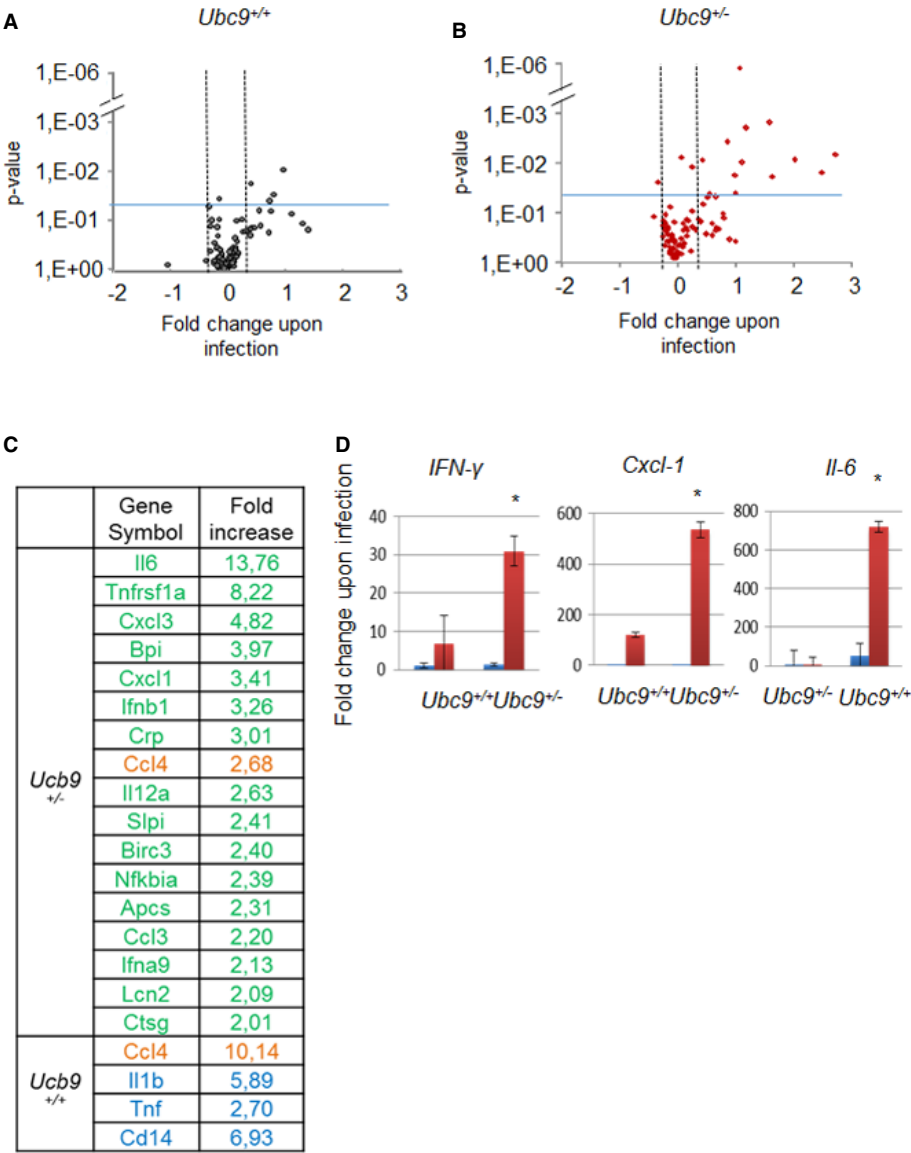 A
Ubc9+/+
1,E-06
1,E-03
1,E-02
1,E-01
1,E+00
p-value
-2 -1 0 1 2 3
Fold change upon
infection
B
Ubc9+/-
1,E-06
1,E-03
1,E-02
1,E-01
1,E+00
p-value
-2 -1 0 1 2 3
Fold change upon
infection
C
Gene Symbol Fold increase
Ucb9 +/-
Il6 13,76
Tnfrsf1a 8,22
Cxcl3 4,82
Bpi 3,97
Cxcl1 3,41
Ifnb1 3,26
Crp 3,01
Ccl4 2,68
Il12a 2,63
Slpi 2,41
Birc3 2,40
Nfkbia 2,39
Apcs 2,31
Ccl3 2,20
Ifna9 2,13
Lcn2 2,09
Ctsg 2,01
Ucb9 +/+
Ccl4 10,14
Il1b 5,89
Tnf 2,70
Cd14 6,93
D
Fold change upon infection
IFN-γ
*
40
30
20
10
0
Ubc9+/+ Ubc9+/-
Cxcl-1
*
600
400
200
0
Ubc9+/+ Ubc9+/-
Il-6
*
800
600
400
200
0
Ubc9+/- Ubc9+/+